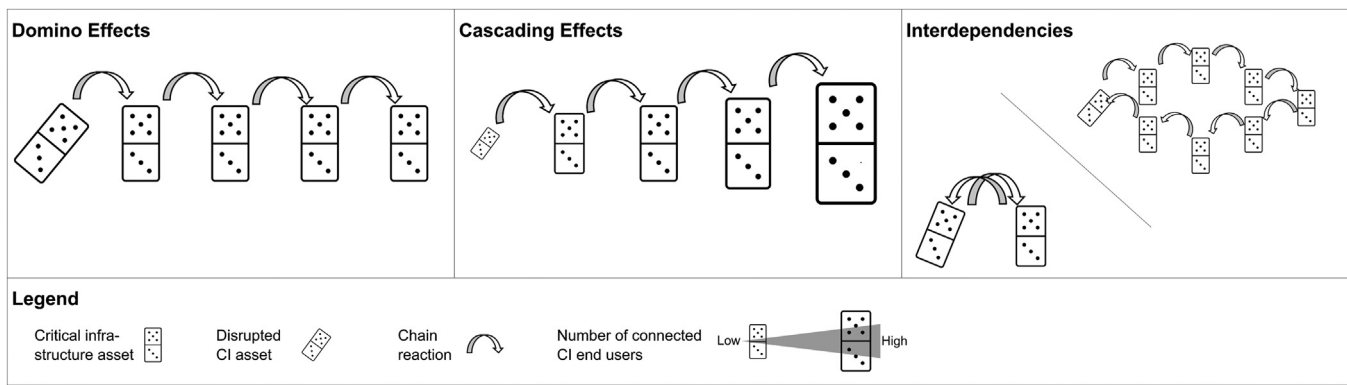 Domino Effects
Cascading Effects
Interdependencies
Legend
Critical infra-
structure asset
Disrupted
CI asset
Chain
reaction
Number of connected
CI end users
Low
High